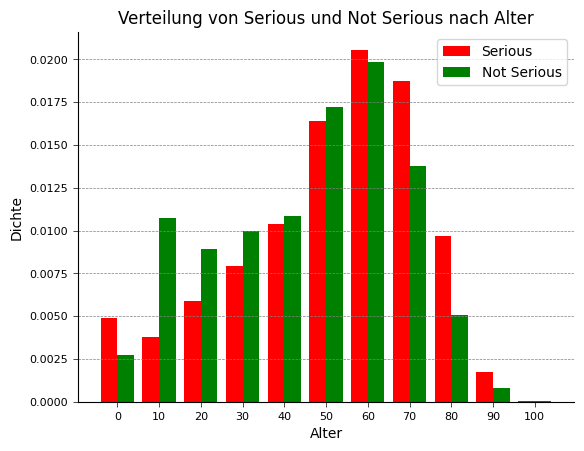 Verteilung von Serious und Not Serious nach Alter
Serious
Not Serious
Dichte
0.0200
0.0175
0.0150
0.0125
0.0100
0.0075
0.0050
0.0025
0.0000
0 10 20 30 40 50 60 70 80 90 100
Alter